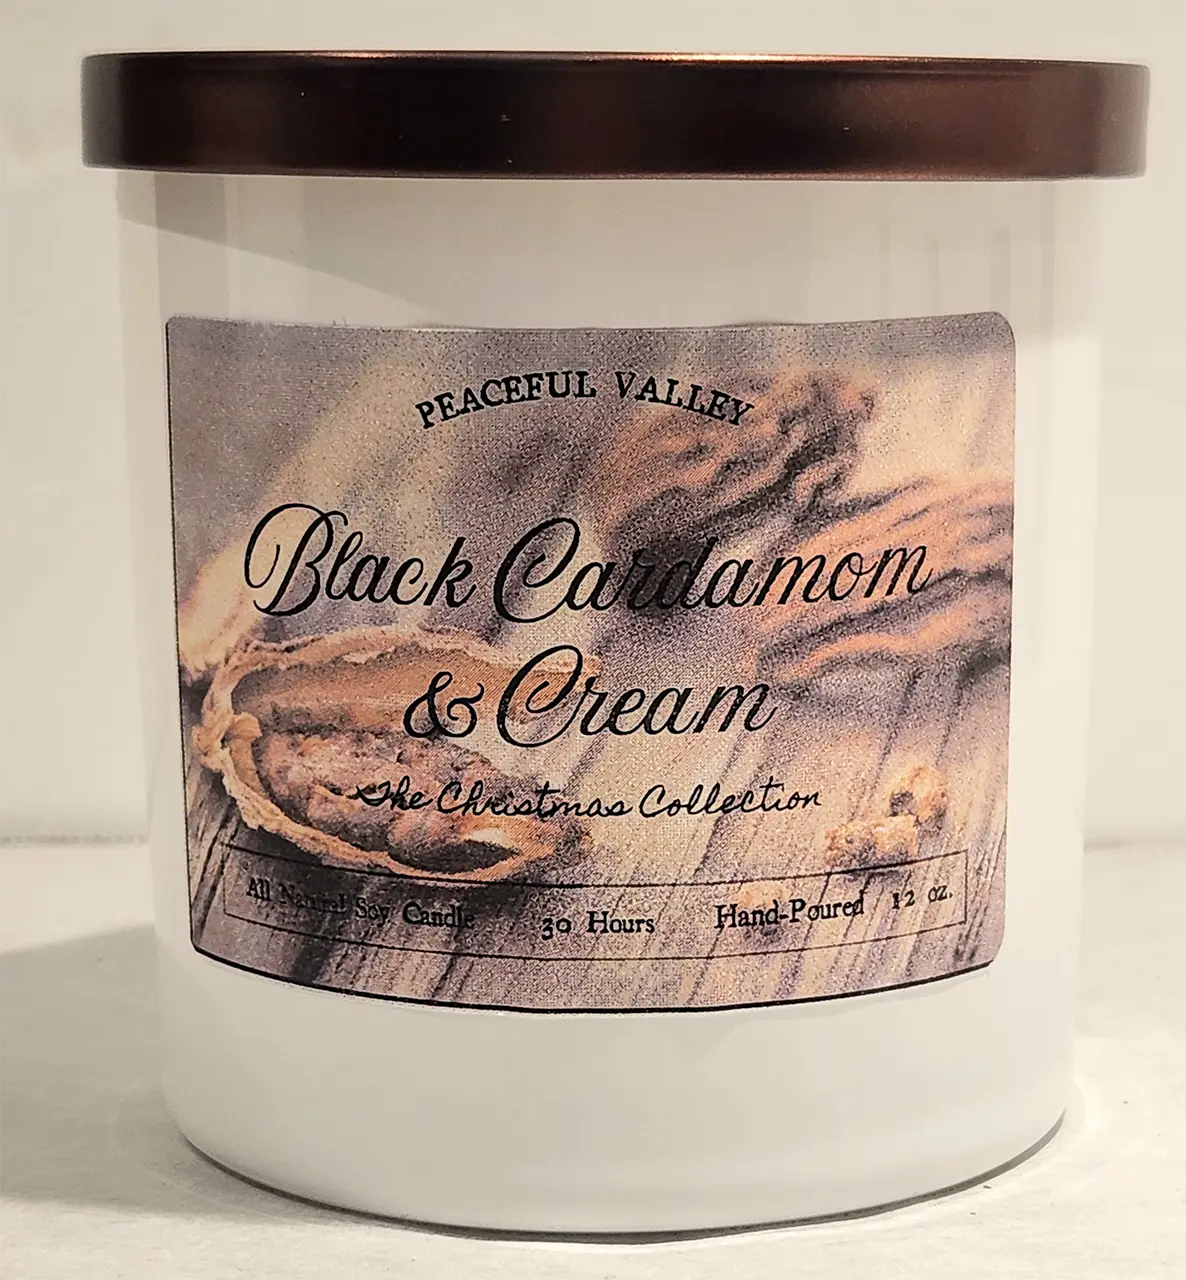 PEACEFUL VALLEY
Black Cardamom
& Cream
The Christmas Collection
All Natural Soy Candle 30 Hours Hand-Poured 12 oz.